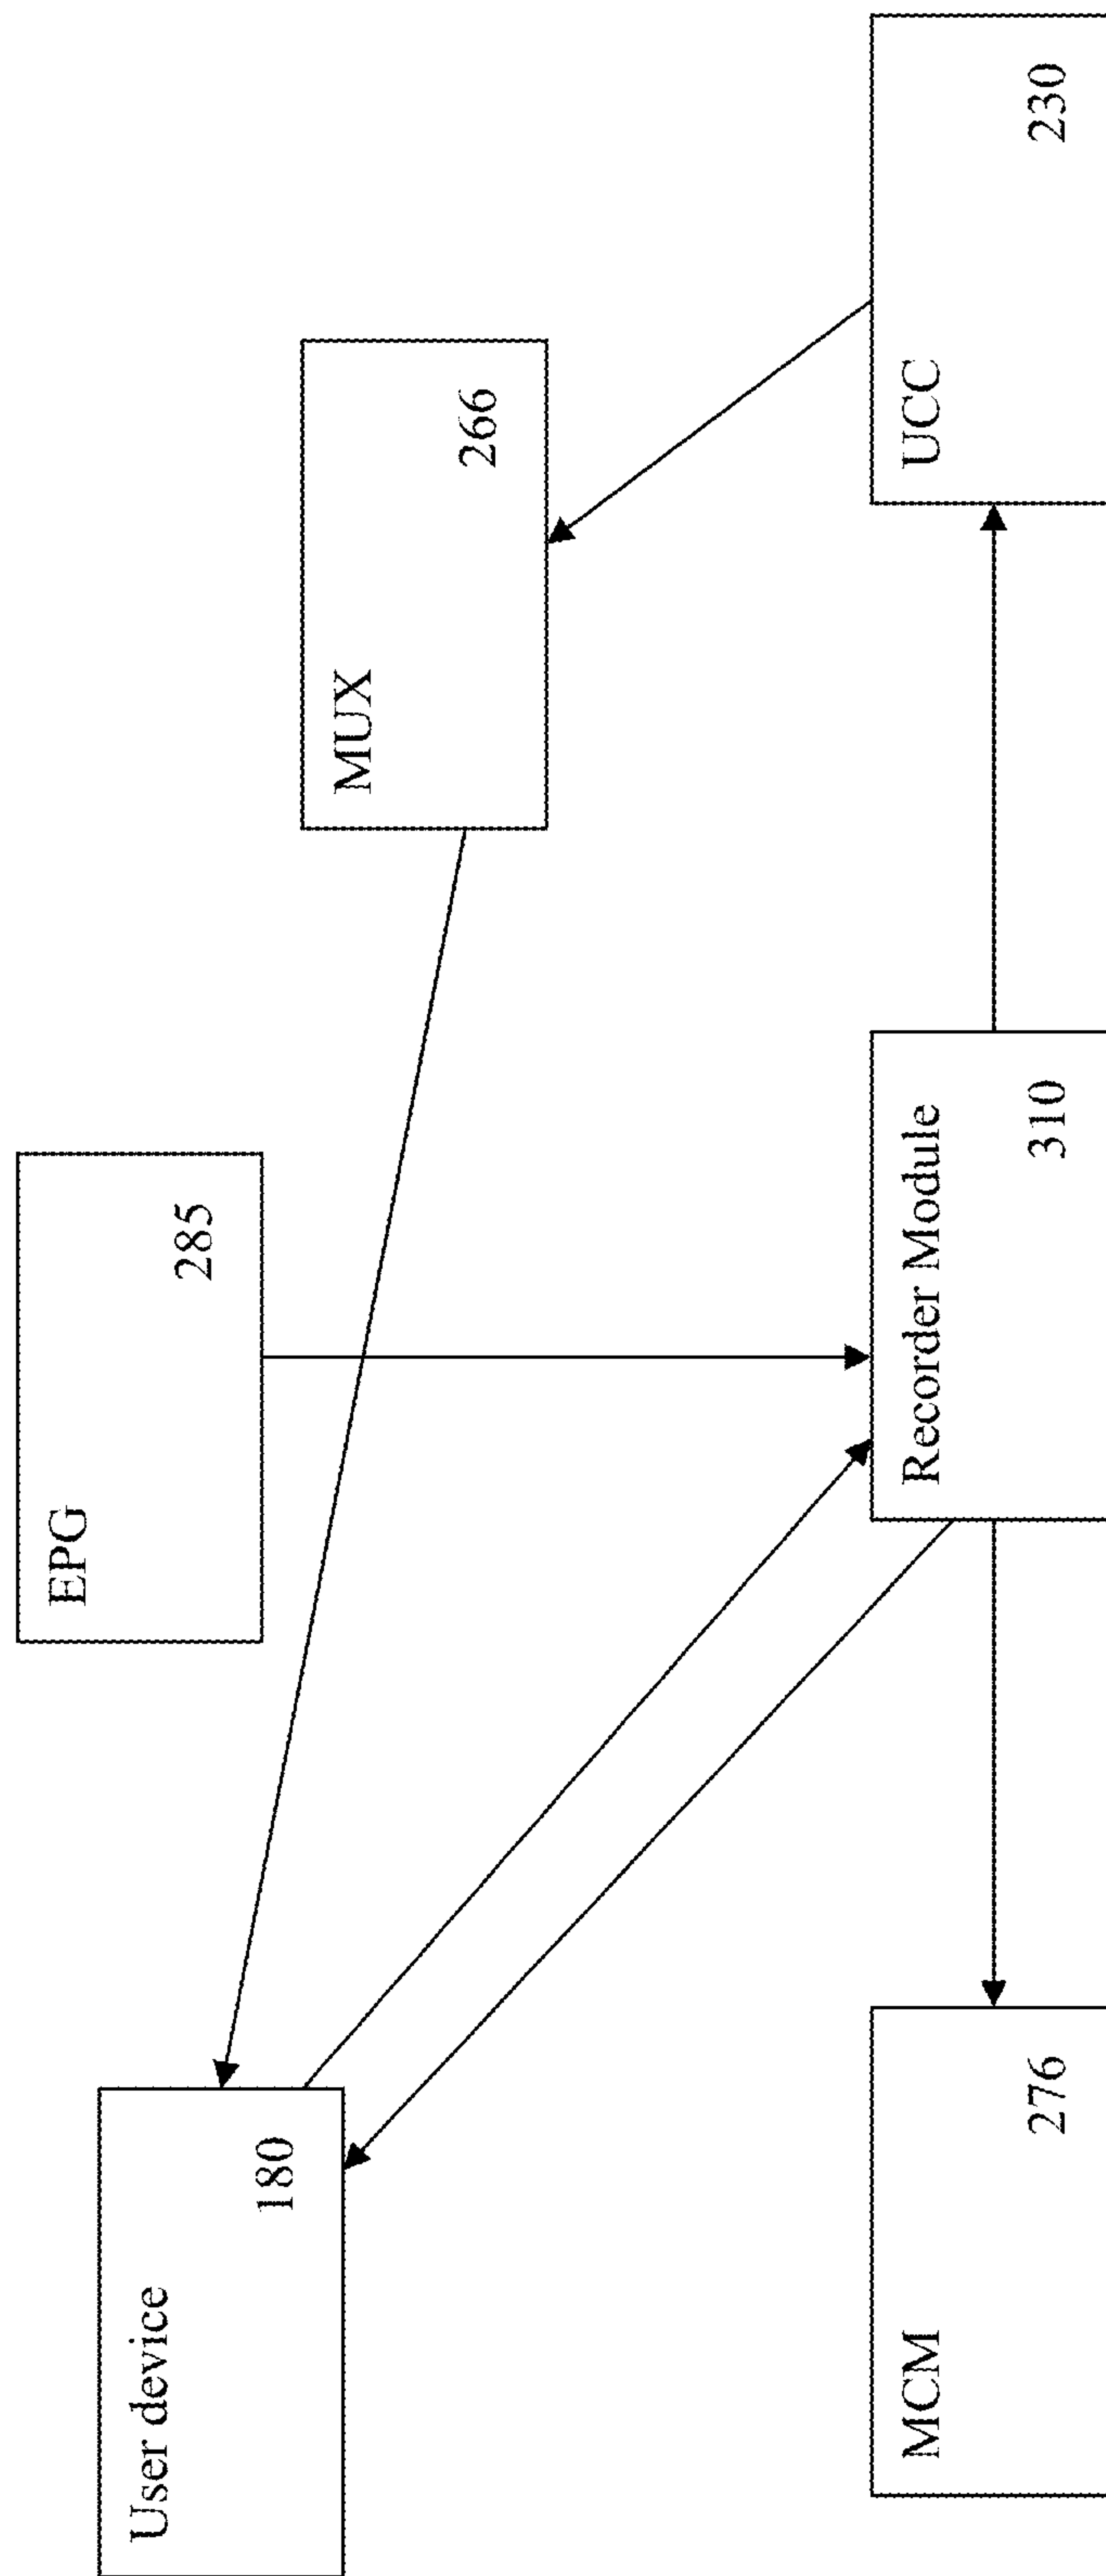 EPG
285
User device
180
MUX
266
MCM
276
Recorder Module
310
UCC
230